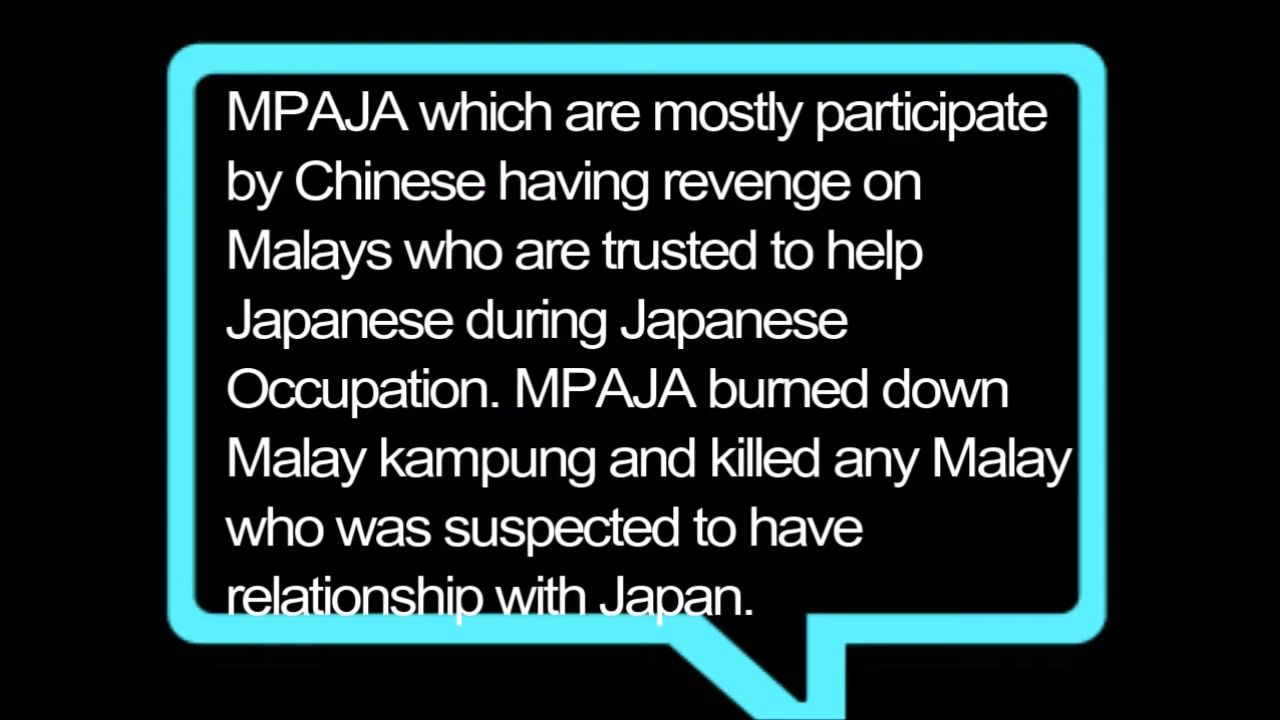 MPAJA which are mostly participate
by Chinese having revenge on
Malays who are trusted to help
Japanese during Japanese
Occupation. MPAJA burned down
Malay kampung and killed any Malay
who was suspected to have
relationship with Japan.